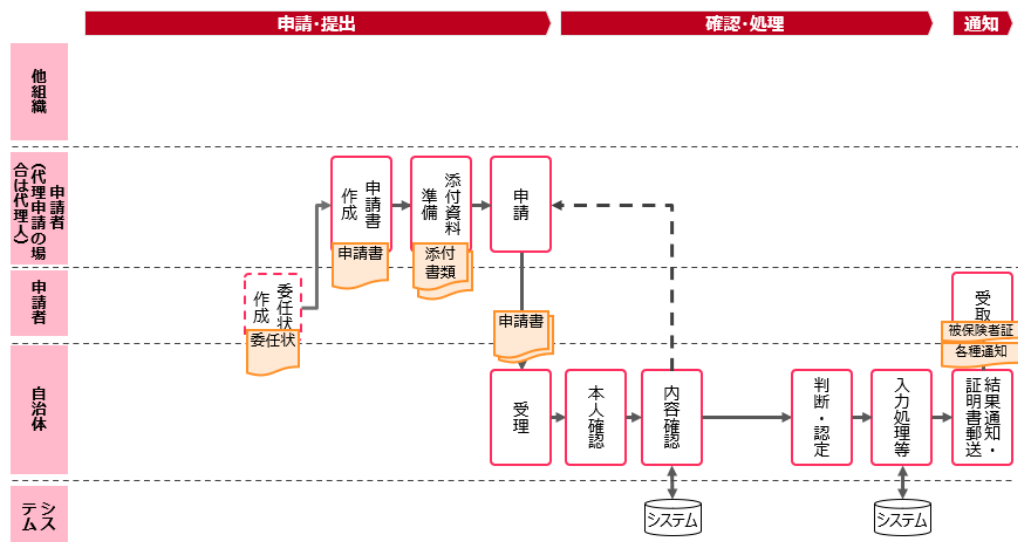 申請・提出
確認・処理
通知
他組織
申請者
(代理申請の場
合は代理人)
申請書
作成
申請書
添付資料
準備
添付
書類
申請
申請者
委任状
作成
委任状
申請書
受取
被保険者証
各種通知
自治体
受理
本人確認
内容確認
判断・認定
入力処理等
結果通知・
証明書郵送
シス
テム
システム
システム